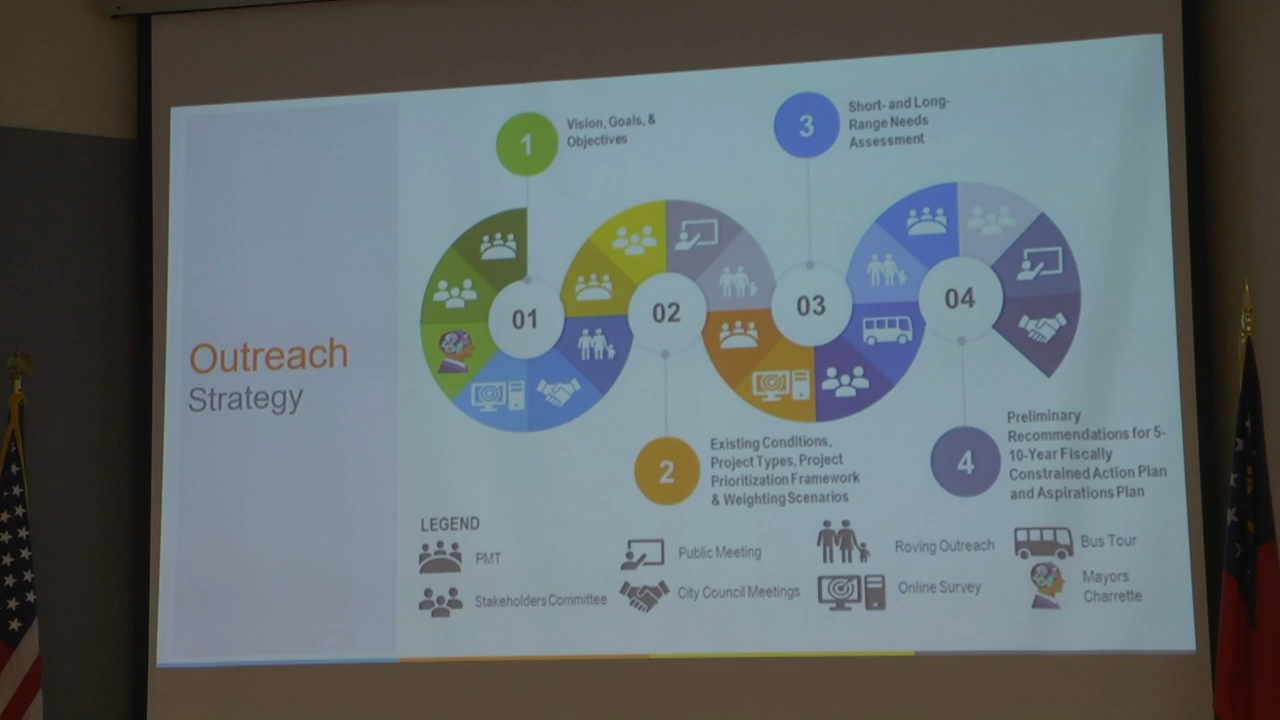 Outreach
Strategy
1
Vision, Goals, &
Objectives
3
Short- and Long-
Range Needs
Assessment
01
02
03
04
2
Existing Conditions,
Project Types, Project
Prioritization Framework
& Weighting Scenarios
4
Preliminary
Recommendations for 5-
10-Year Fiscally
Constrained Action Plan
and Aspirations Plan
LEGEND
PMT
Public Meeting
Roving Outreach
Bus Tour
Stakeholders Committee
City Council Meetings
Online Survey
Mayors
Charrette